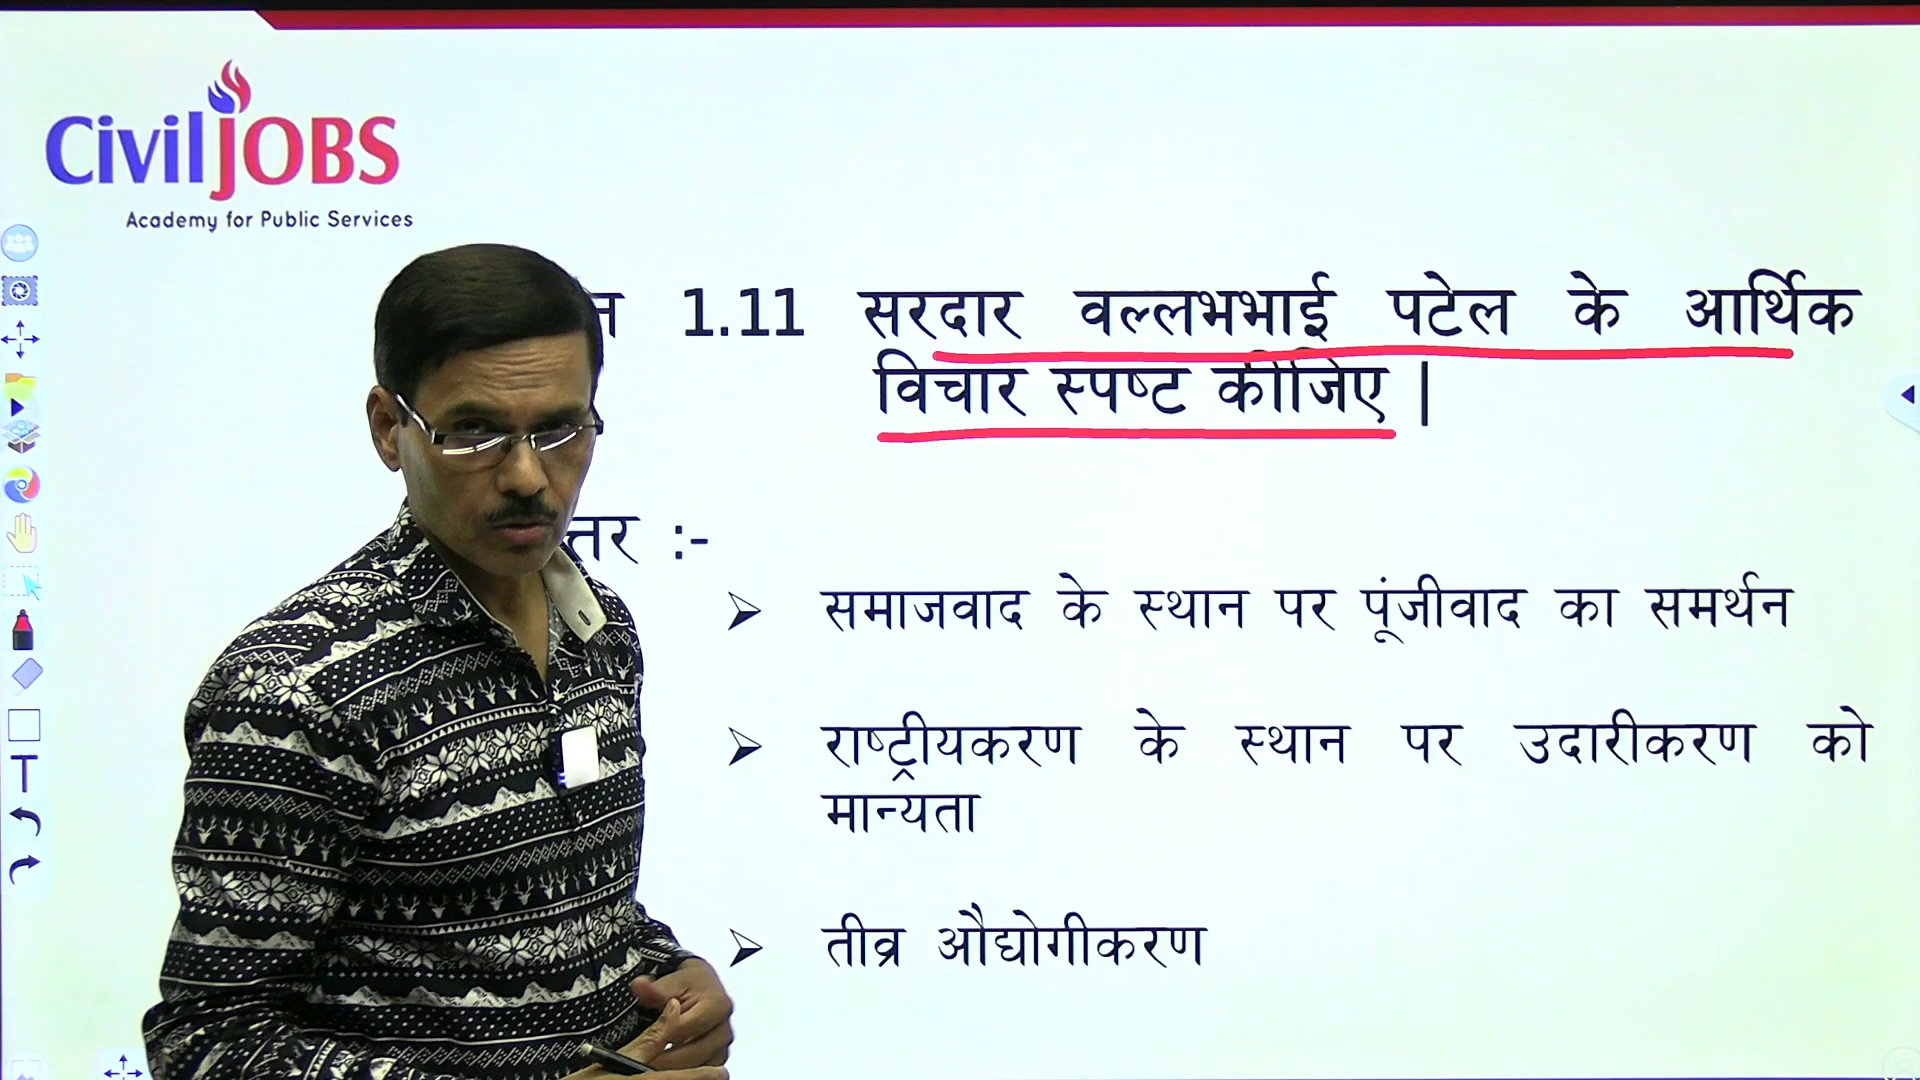 CivilJOBS
Academy for Public Services
1.11 सरदार वल्लभभाई पटेल के आर्थिक
विचार स्पष्ट कीजिए |
:-
➢ समाजवाद के स्थान पर पूंजीवाद का समर्थन
➢ राष्ट्रीयकरण के स्थान पर उदारीकरण को
मान्यता
➢ तीव्र औद्योगीकरण
T